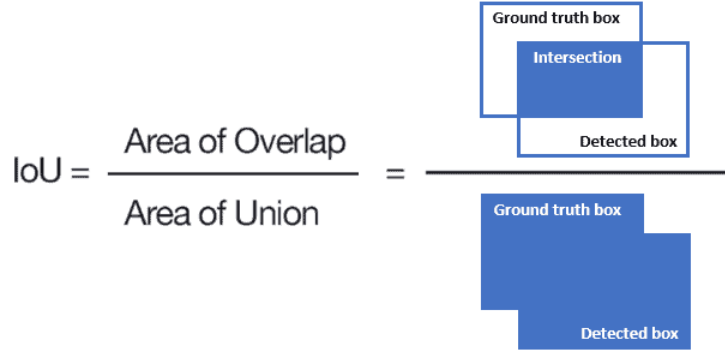 IoU =
Area of Overlap
Area of Union
=
Ground truth box
Intersection
Detected box
Ground truth box
Detected box